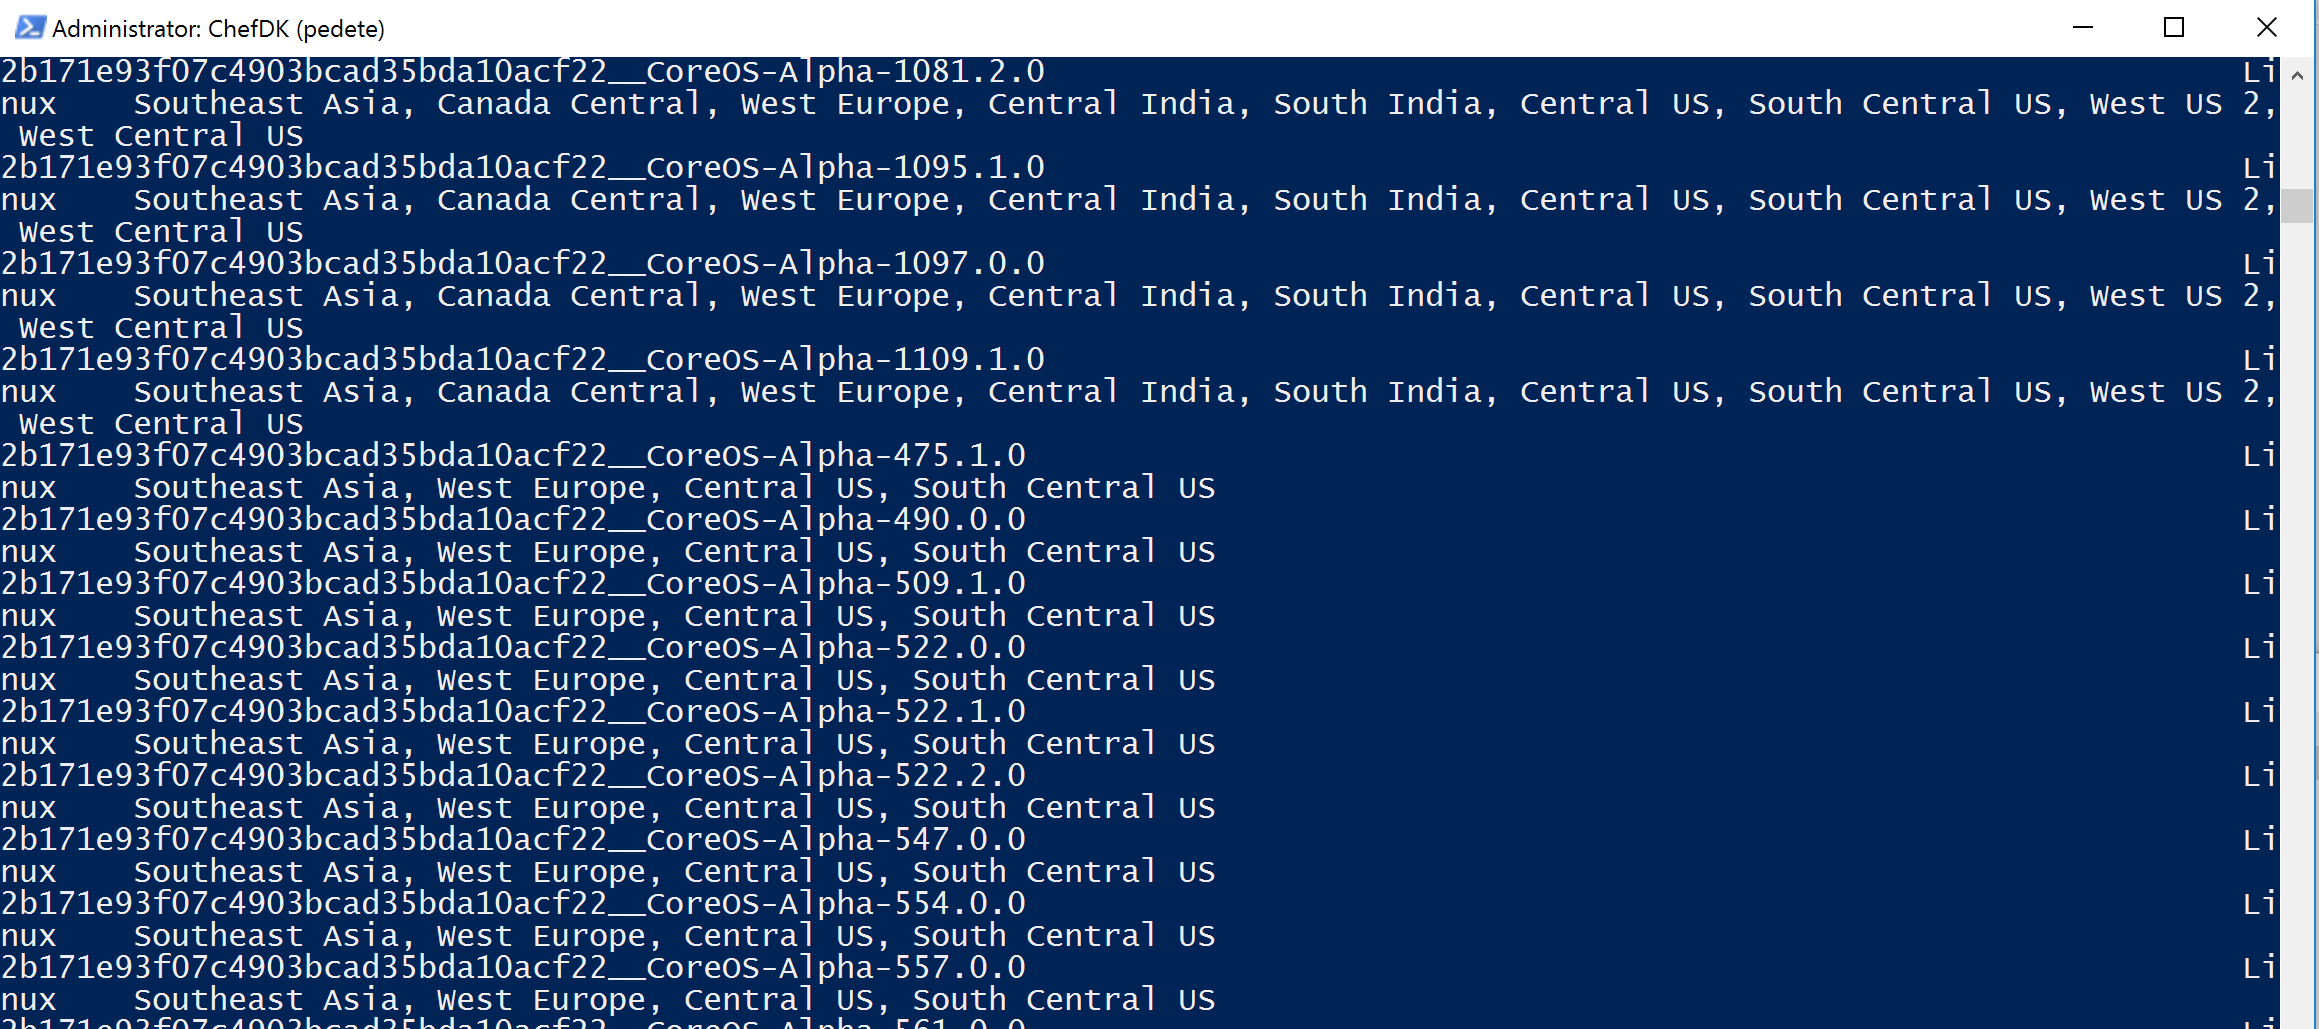 Administrator: ChefDK (pedete)
2b171e93f07c4903bcad35bda10acf22__CoreOS-Alpha-1081.2.0 Li
nux Southeast Asia, Canada Central, West Europe, Central India, South India, Central US, South Central US, West US 2,
West Central US
2b171e93f07c4903bcad35bda10acf22__CoreOS-Alpha-1095.1.0 Li
nux Southeast Asia, Canada Central, West Europe, Central India, South India, Central US, South Central US, West US 2,
West Central US
2b171e93f07c4903bcad35bda10acf22__CoreOS-Alpha-1097.0.0 Li
nux Southeast Asia, Canada Central, West Europe, Central India, South India, Central US, South Central US, West US 2,
West Central US
2b171e93f07c4903bcad35bda10acf22__CoreOS-Alpha-1109.1.0 Li
nux Southeast Asia, Canada Central, West Europe, Central India, South India, Central US, South Central US, West US 2,
West Central US
2b171e93f07c4903bcad35bda10acf22__CoreOS-Alpha-475.1.0 Li
nux Southeast Asia, West Europe, Central US, South Central US
2b171e93f07c4903bcad35bda10acf22__CoreOS-Alpha-490.0.0 Li
nux Southeast Asia, West Europe, Central US, South Central US
2b171e93f07c4903bcad35bda10acf22__CoreOS-Alpha-509.1.0 Li
nux Southeast Asia, West Europe, Central US, South Central US
2b171e93f07c4903bcad35bda10acf22__CoreOS-Alpha-522.0.0 Li
nux Southeast Asia, West Europe, Central US, South Central US
2b171e93f07c4903bcad35bda10acf22__CoreOS-Alpha-522.1.0 Li
nux Southeast Asia, West Europe, Central US, South Central US
2b171e93f07c4903bcad35bda10acf22__CoreOS-Alpha-522.2.0 Li
nux Southeast Asia, West Europe, Central US, South Central US
2b171e93f07c4903bcad35bda10acf22__CoreOS-Alpha-547.0.0 Li
nux Southeast Asia, West Europe, Central US, South Central US
2b171e93f07c4903bcad35bda10acf22__CoreOS-Alpha-554.0.0 Li
nux Southeast Asia, West Europe, Central US, South Central US
2b171e93f07c4903bcad35bda10acf22__CoreOS-Alpha-557.0.0 Li
nux Southeast Asia, West Europe, Central US, South Central US